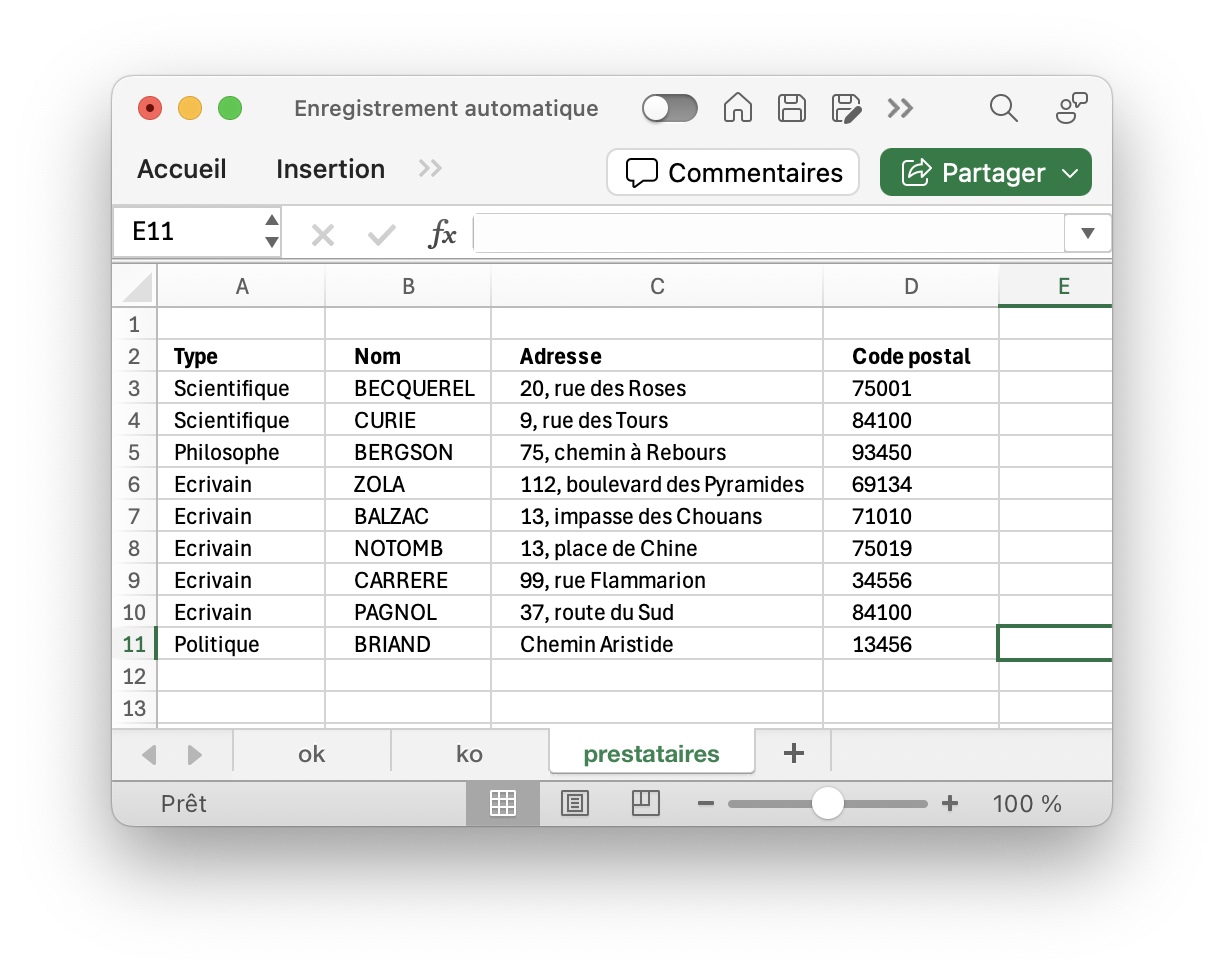 Enregistrement automatique
Accueil Insertion Commentaires Partager
E11 fx
A B C D E
1
2 Type Nom Adresse Code postal
3 Scientifique BECQUEREL 20, rue des Roses 75001
4 Scientifique CURIE 9, rue des Tours 84100
5 Philosophe BERGSON 75, chemin à Rebours 93450
6 Ecrivain ZOLA 112, boulevard des Pyramides 69134
7 Ecrivain BALZAC 13, impasse des Chouans 71010
8 Ecrivain NOTOMB 13, place de Chine 75019
9 Ecrivain CARRERE 99, rue Flammarion 34556
10 Ecrivain PAGNOL 37, route du Sud 84100
11 Politique BRIAND Chemin Aristide 13456
12
13
ok ko prestataires +
Prêt 100 %